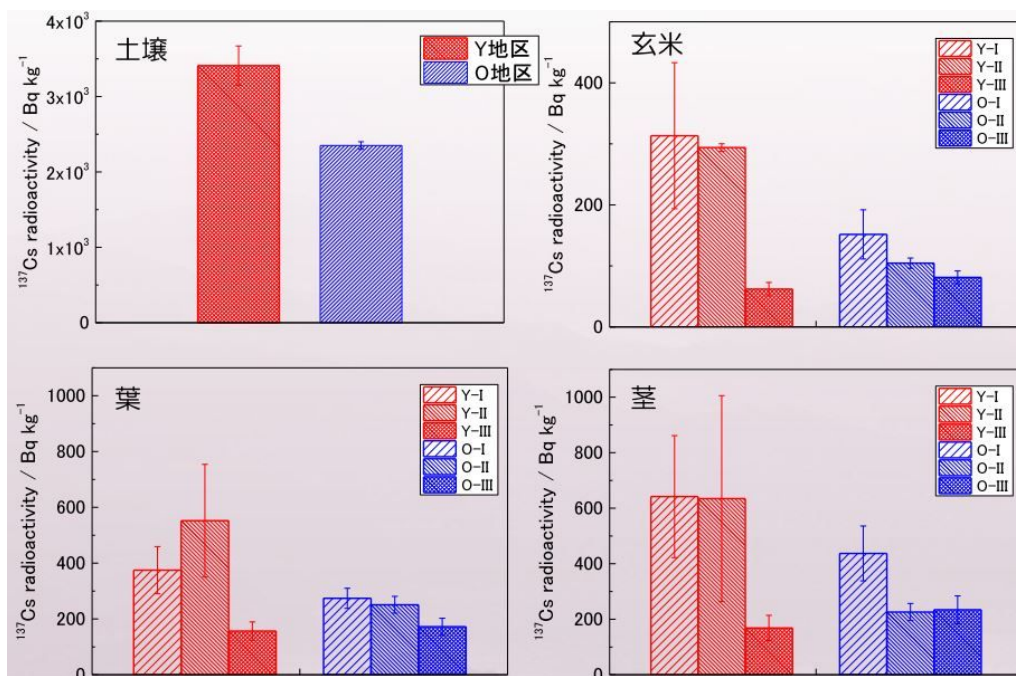 土壌
Y地区
O地区
4x10³
3x10³
2x10³
1x10³
0
¹³⁷Cs radioactivity / Bq kg⁻¹
玄米
Y-I
Y-II
Y-III
O-I
O-II
O-III
400
200
0
¹³⁷Cs radioactivity / Bq kg⁻¹
葉
Y-I
Y-II
Y-III
O-I
O-II
O-III
1000
800
600
400
200
0
¹³⁷Cs radioactivity / Bq kg⁻¹
茎
Y-I
Y-II
Y-III
O-I
O-II
O-III
1000
800
600
400
200
0
¹³⁷Cs radioactivity / Bq kg⁻¹